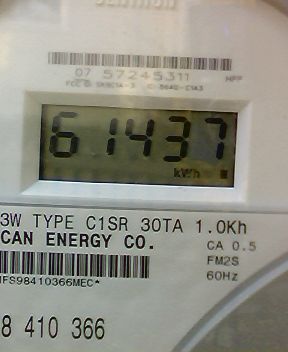 07 57245311
61437
kWh
3W TYPE C1SR 30TA 1.0Kh
CAN ENERGY CO.
CA 0.5
FM2S
60Hz
8 410 366